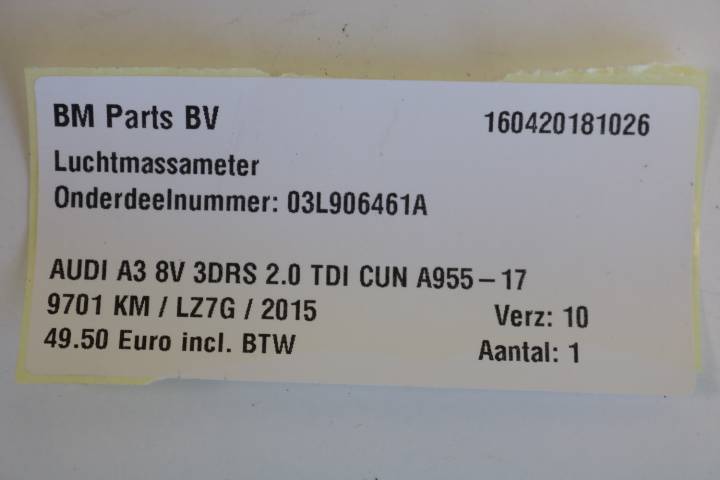 BM Parts BV 160420181026
Luchtmassameter
Onderdeelnummer: 03L906461A
AUDI A3 8V 3DRS 2.0 TDI CUN A955-17
9701 KM / LZ7G / 2015 Verz: 10
49.50 Euro incl. BTW Aantal: 1